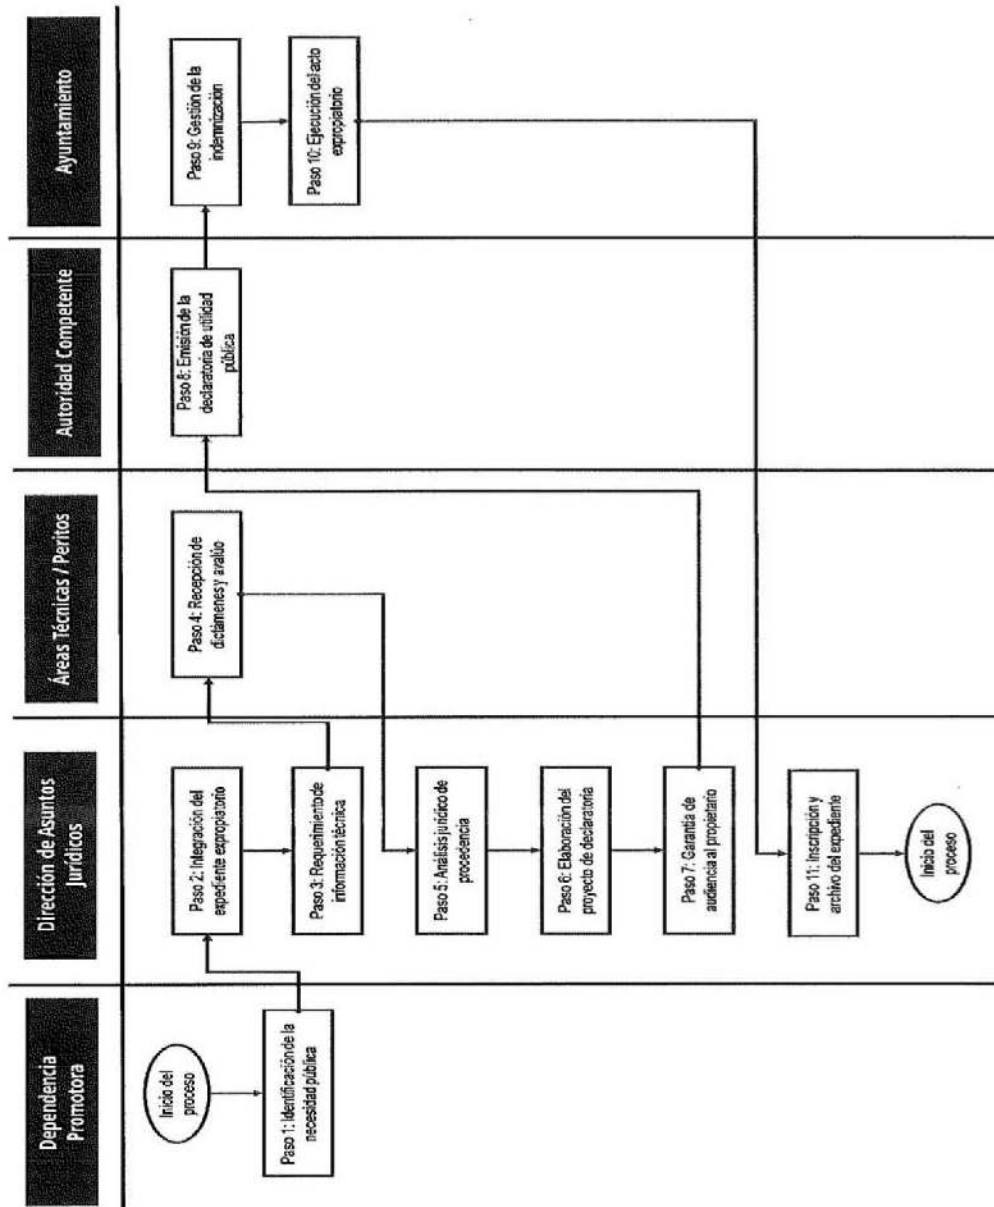 Dependencia
Promotora
Dirección de Asuntos
Jurídicos
Áreas Técnicas / Peritos
Autoridad Competente
Ayuntamiento
Inicio del
proceso
Paso 1: Identificación de la
necesidad pública
Paso 2: Integración del
expediente expropiatorio
Paso 3: Requerimiento de
información técnica
Paso 4: Recepción de
dictámenes y avalúo
Paso 5: Análisis jurídico de
procedencia
Paso 6: Elaboración del
proyecto de declaratoria
Paso 7: Garantía de
audiencia al propietario
Paso 8: Emisión de la
declaratoria de utilidad
pública
Paso 9: Gestión de la
indemnización
Paso 10: Ejecución del acto
expropiatorio
Paso 11: Inscripción y
archivo del expediente
Inicio del
proceso